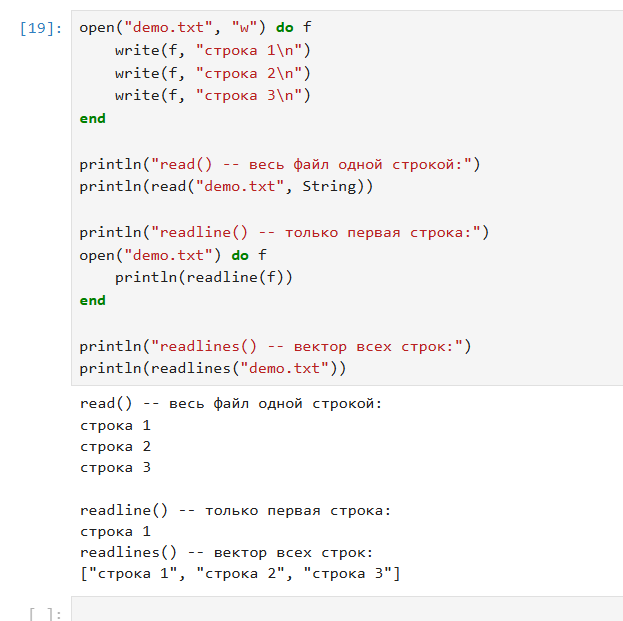 [19]: open("demo.txt", "w") do f
    write(f, "строка 1\n")
    write(f, "строка 2\n")
    write(f, "строка 3\n")
end

println("read() -- весь файл одной строкой:")
println(read("demo.txt", String))

println("readline() -- только первая строка:")
open("demo.txt") do f
    println(readline(f))
end

println("readlines() -- вектор всех строк:")
println(readlines("demo.txt"))
read() -- весь файл одной строкой:
строка 1
строка 2
строка 3

readline() -- только первая строка:
строка 1
readlines() -- вектор всех строк:
["строка 1", "строка 2", "строка 3"]
[ ]: